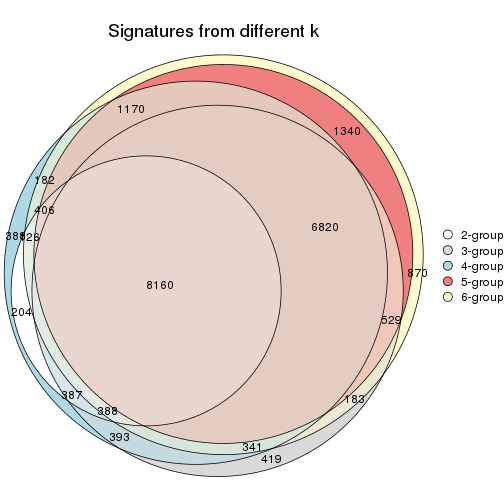 Signatures from different k
1170
1340
182
406
388
126
6820
8160
870
204
529
387
388
183
393
341
419
2-group
3-group
4-group
5-group
6-group